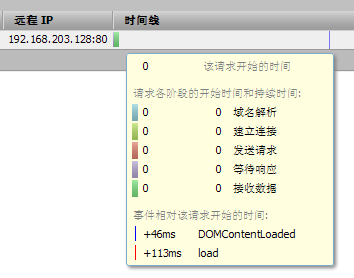 远程 IP 时间线
192.168.203.128:80
0 该请求开始的时间
请求各阶段的开始时间和持续时间:
0 0 域名解析
0 0 建立连接
0 0 发送请求
0 0 等待响应
0 0 接收数据
事件相对该请求开始的时间:
+46ms DOMContentLoaded
+113ms load